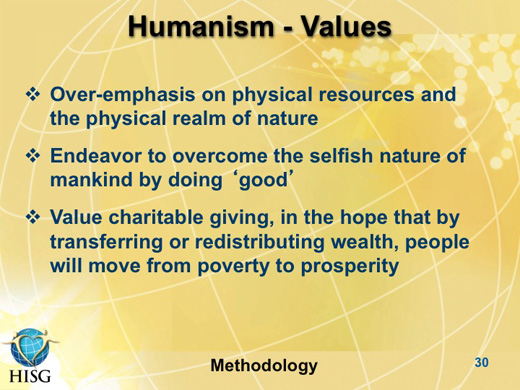 Humanism - Values
❖ Over-emphasis on physical resources and
the physical realm of nature
❖ Endeavor to overcome the selfish nature of
mankind by doing ‘good’
❖ Value charitable giving, in the hope that by
transferring or redistributing wealth, people
will move from poverty to prosperity
HISG
Methodology
30